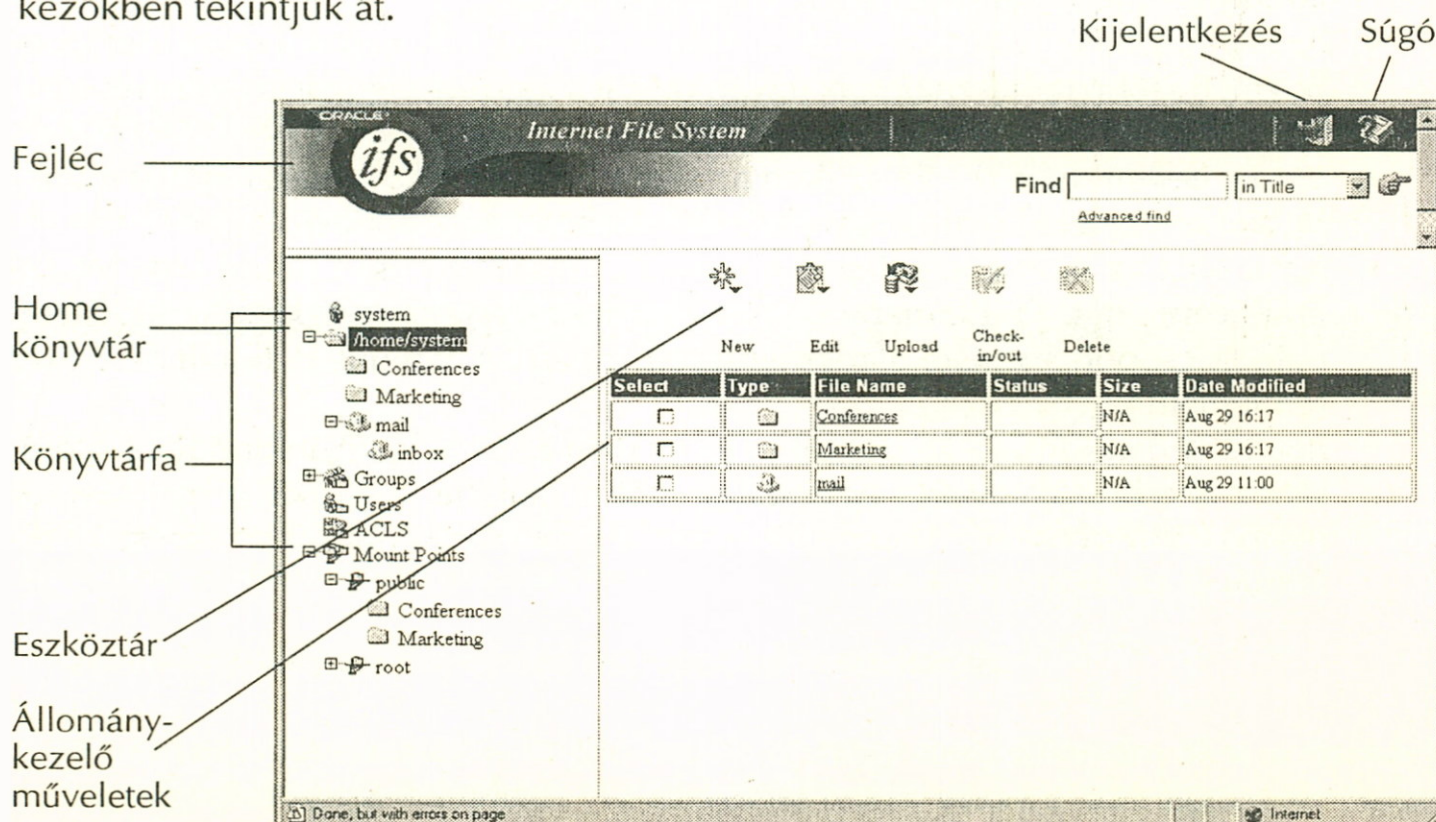 kezőkben tekintjük át.
Kijelentkezés Súgó
Fejléc
ORACLE
ifs
Internet File System
Find in Title
Advanced find
Home
könyvtár
Könyvtárfa
Eszköztár
Állomány-
kezelő
műveletek
system
/home/system
Conferences
Marketing
mail
inbox
Groups
Users
ACLS
Mount Points
public
Conferences
Marketing
root
New Edit Upload Check-in/out Delete
Select Type File Name Status Size Date Modified
Conferences N/A Aug 29 16:17
Marketing N/A Aug 29 16:17
mail N/A Aug 29 11:00
Done, but with errors on page Internet